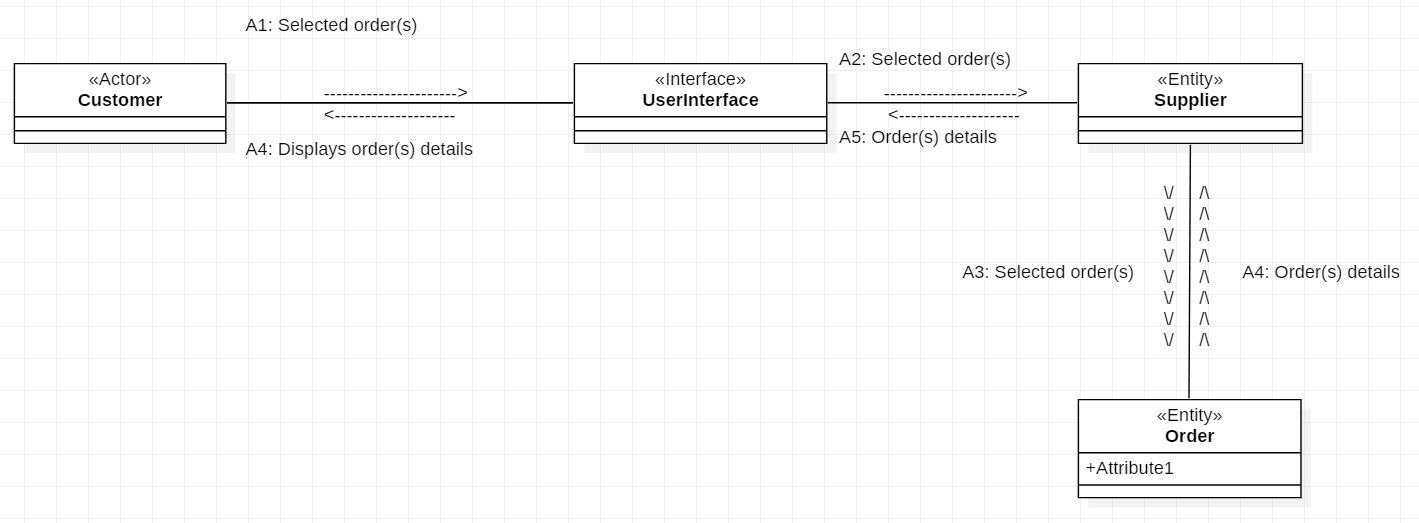 A1: Selected order(s)
«Actor»
Customer
--------------------->
<-------------------
A4: Displays order(s) details
«Interface»
UserInterface
A2: Selected order(s)
--------------------->
<-------------------
A5: Order(s) details
«Entity»
Supplier
\/ /\
\/ /\
\/ /\
\/ /\
\/ /\
\/ /\
\/ /\
\/ /\
A3: Selected order(s)
A4: Order(s) details
«Entity»
Order
+Attribute1